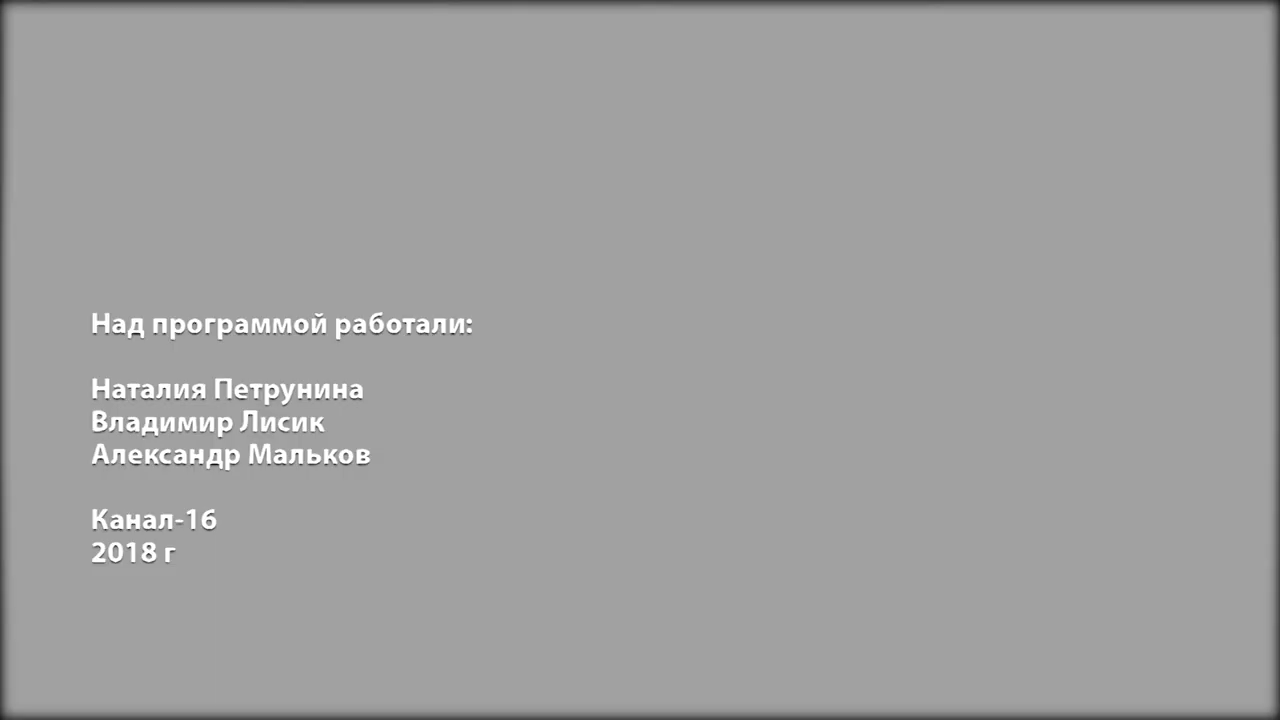 Над программой работали:
Наталия Петрунина
Владимир Лисик
Александр Мальков
Канал-16
2018 г